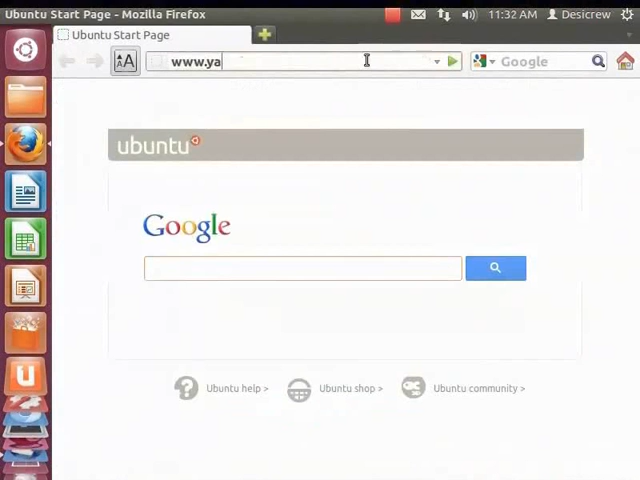 Ubuntu Start Page - Mozilla Firefox
11:32 AM
Desicrew
Ubuntu Start Page
A A
www.ya
Google
ubuntu
Google
Ubuntu help >
Ubuntu shop >
Ubuntu community >